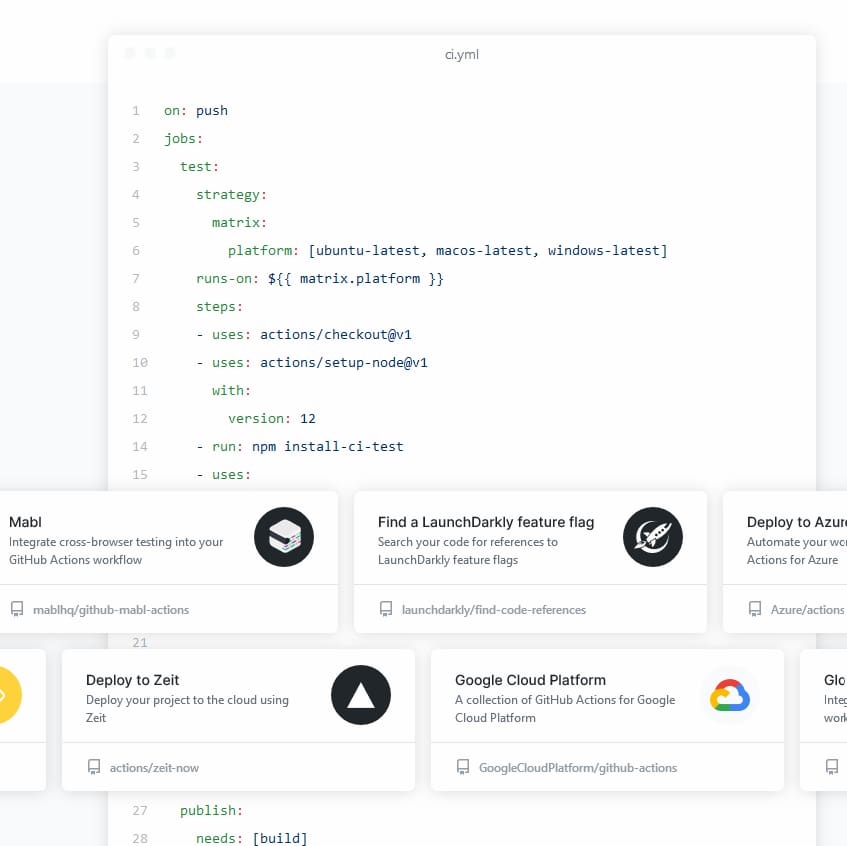 ci.yml
1 on: push
2 jobs:
3 test:
4 strategy:
5 matrix:
6 platform: [ubuntu-latest, macos-latest, windows-latest]
7 runs-on: ${{ matrix.platform }}
8 steps:
9 - uses: actions/checkout@v1
10 - uses: actions/setup-node@v1
11 with:
12 version: 12
14 - run: npm install-ci-test
15 - uses:
Mabl
Integrate cross-browser testing into your
GitHub Actions workflow
mablhq/github-mabl-actions
Find a LaunchDarkly feature flag
Search your code for references to
LaunchDarkly feature flags
launchdarkly/find-code-references
Deploy to Azur
Automate your wor
Actions for Azure
Azure/actions
21
Deploy to Zeit
Deploy your project to the cloud using
Zeit
actions/zeit-now
Google Cloud Platform
A collection of GitHub Actions for Google
Cloud Platform
GoogleCloudPlatform/github-actions
Glo
Integ
work
27 publish:
28 needs: [build]